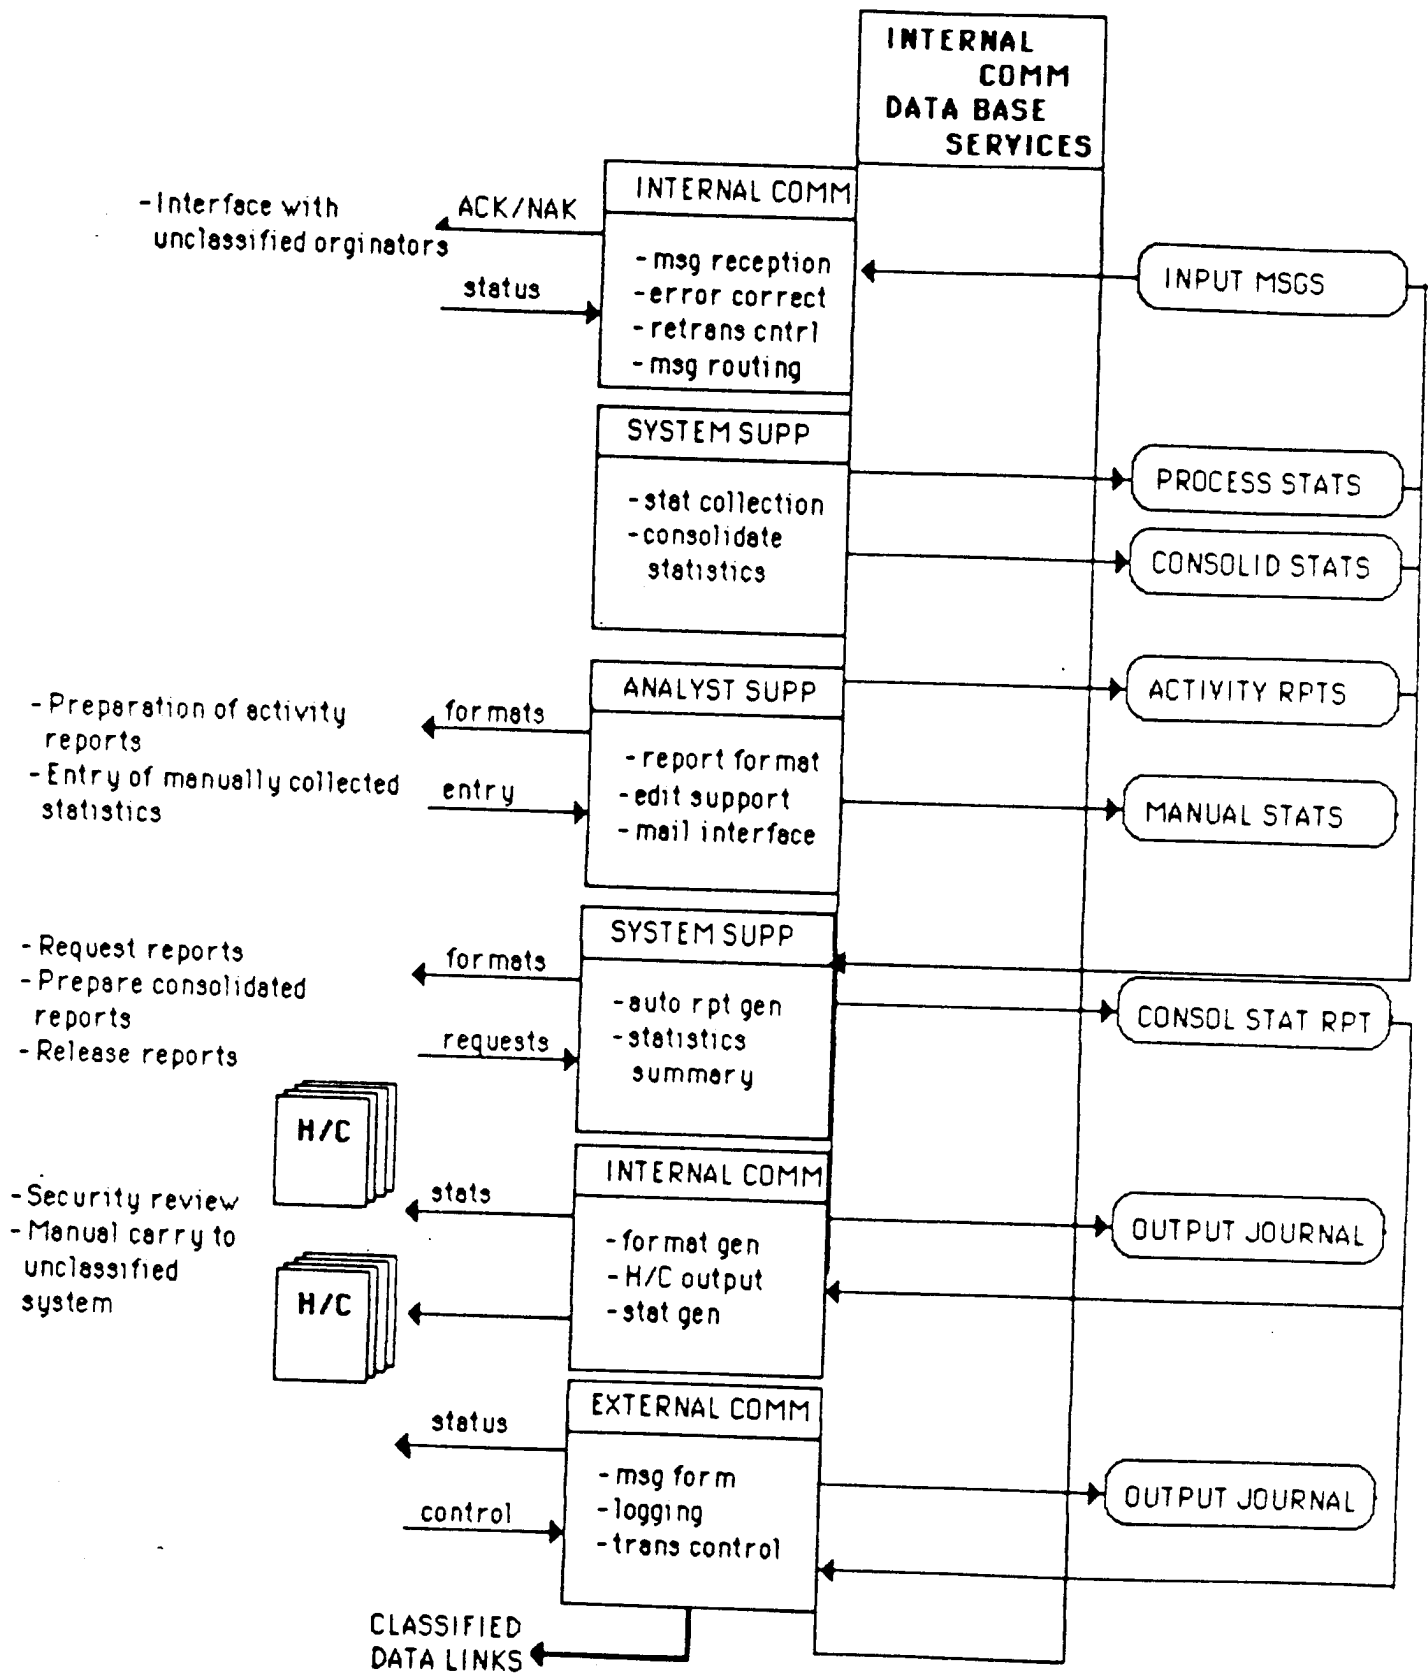 INTERNAL
COMM
DATA BASE
SERVICES
INTERNAL COMM
-Interface with
unclassified orginators
ACK/NAK
status
-msg reception
-error correct
-retrans cntrl
-msg routing
INPUT MSGS
SYSTEM SUPP
-stat collection
-consolidate
statistics
PROCESS STATS
CONSOLID STATS
ANALYST SUPP
-Preparation of activity
reports
-Entry of manually collected
statistics
formats
entry
-report format
-edit support
-mail interface
ACTIVITY RPTS
MANUAL STATS
SYSTEM SUPP
-Request reports
-Prepare consolidated
reports
-Release reports
formats
requests
-auto rpt gen
-statistics
summary
CONSOL STAT RPT
H/C
INTERNAL COMM
-Security review
-Manual carry to
unclassified
system
stats
H/C
-format gen
-H/C output
-stat gen
OUTPUT JOURNAL
EXTERNAL COMM
status
control
-msg form
-logging
-trans control
OUTPUT JOURNAL
CLASSIFIED
DATA LINKS